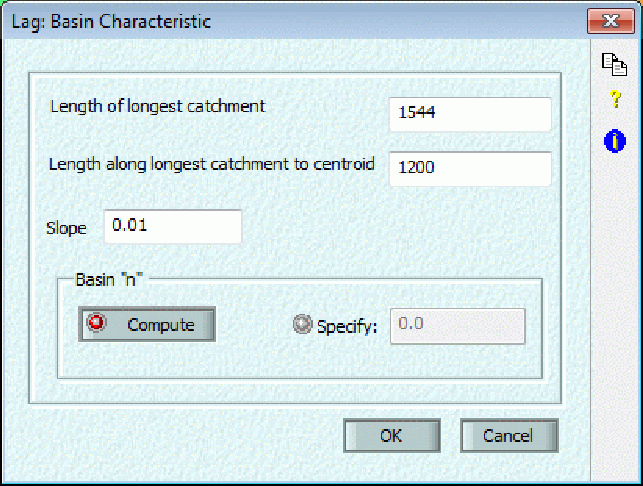 Lag: Basin Characteristic
Length of longest catchment 1544
Length along longest catchment to centroid 1200
Slope 0.01
Basin "n"
Compute Specify: 0.0
OK Cancel